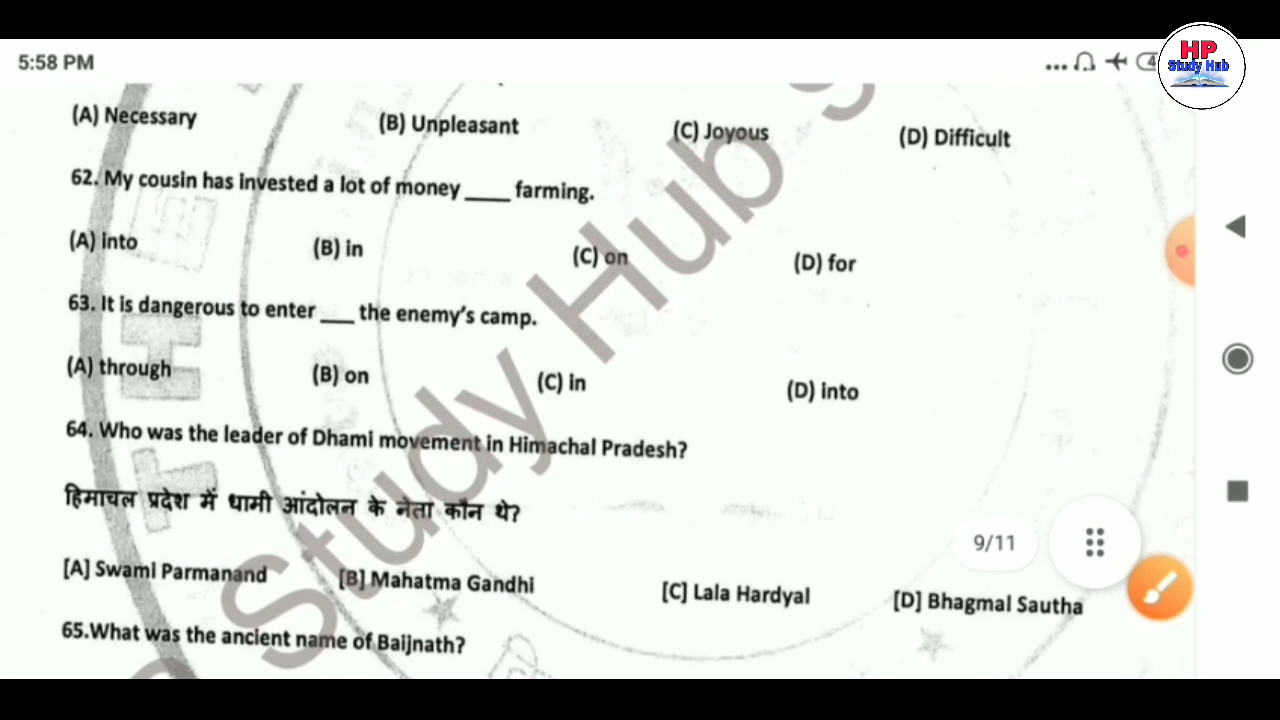 5:58 PM
HP
Study Hub
(A) Necessary (B) Unpleasant (C) Joyous (D) Difficult
62. My cousin has invested a lot of money ____ farming.
(A) into (B) in (C) on (D) for
63. It is dangerous to enter ___ the enemy's camp.
(A) through (B) on (C) in (D) into
64. Who was the leader of Dhami movement in Himachal Pradesh?
हिमाचल प्रदेश में धामी आंदोलन के नेता कौन थे?
9/11
[A] Swami Parmanand [B] Mahatma Gandhi [C] Lala Hardyal [D] Bhagmal Sautha
65.What was the ancient name of Baijnath?
Study Hub